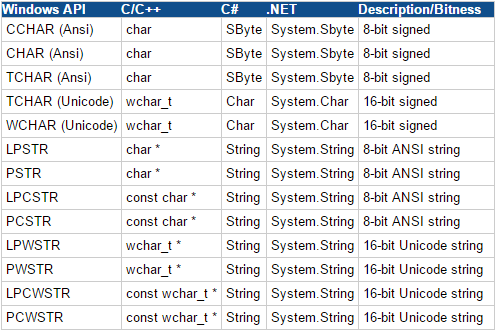 Windows API C/C++ C# .NET Description/Bitness
CCHAR (Ansi) char SByte System.Sbyte 8-bit signed
CHAR (Ansi) char SByte System.Sbyte 8-bit signed
TCHAR (Ansi) char SByte System.Sbyte 8-bit signed
TCHAR (Unicode) wchar_t Char System.Char 16-bit signed
WCHAR (Unicode) wchar_t Char System.Char 16-bit signed
LPSTR char * String System.String 8-bit ANSI string
PSTR char * String System.String 8-bit ANSI string
LPCSTR const char * String System.String 8-bit ANSI string
PCSTR const char * String System.String 8-bit ANSI string
LPWSTR wchar_t * String System.String 16-bit Unicode string
PWSTR wchar_t * String System.String 16-bit Unicode string
LPCWSTR const wchar_t * String System.String 16-bit Unicode string
PCWSTR const wchar_t * String System.String 16-bit Unicode string